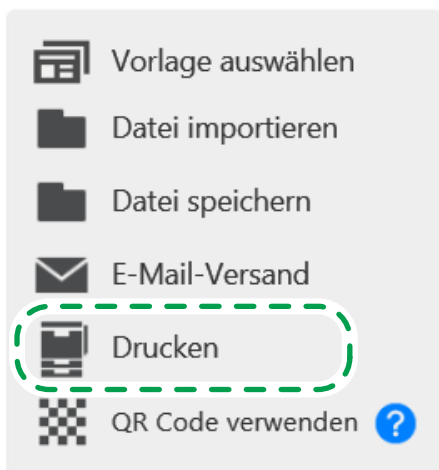 Vorlage auswählen
Datei importieren
Datei speichern
E-Mail-Versand
Drucken
QR Code verwenden ?